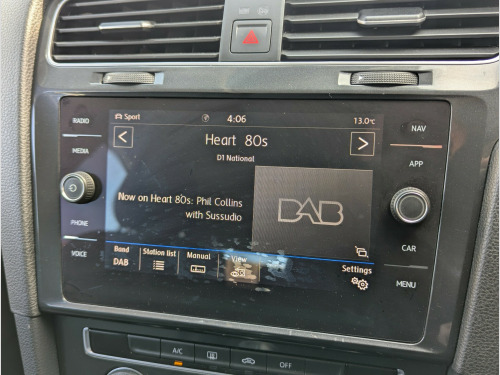 RADIO
MEDIA
PHONE
VOICE
Sport 4:06 13.0°C
Heart 80s
D1 National
Now on Heart 80s: Phil Collins
with Sussudio
DAB
Band
DAB
Station list
Manual
View
Settings
NAV
APP
CAR
MENU
A/C
OFF